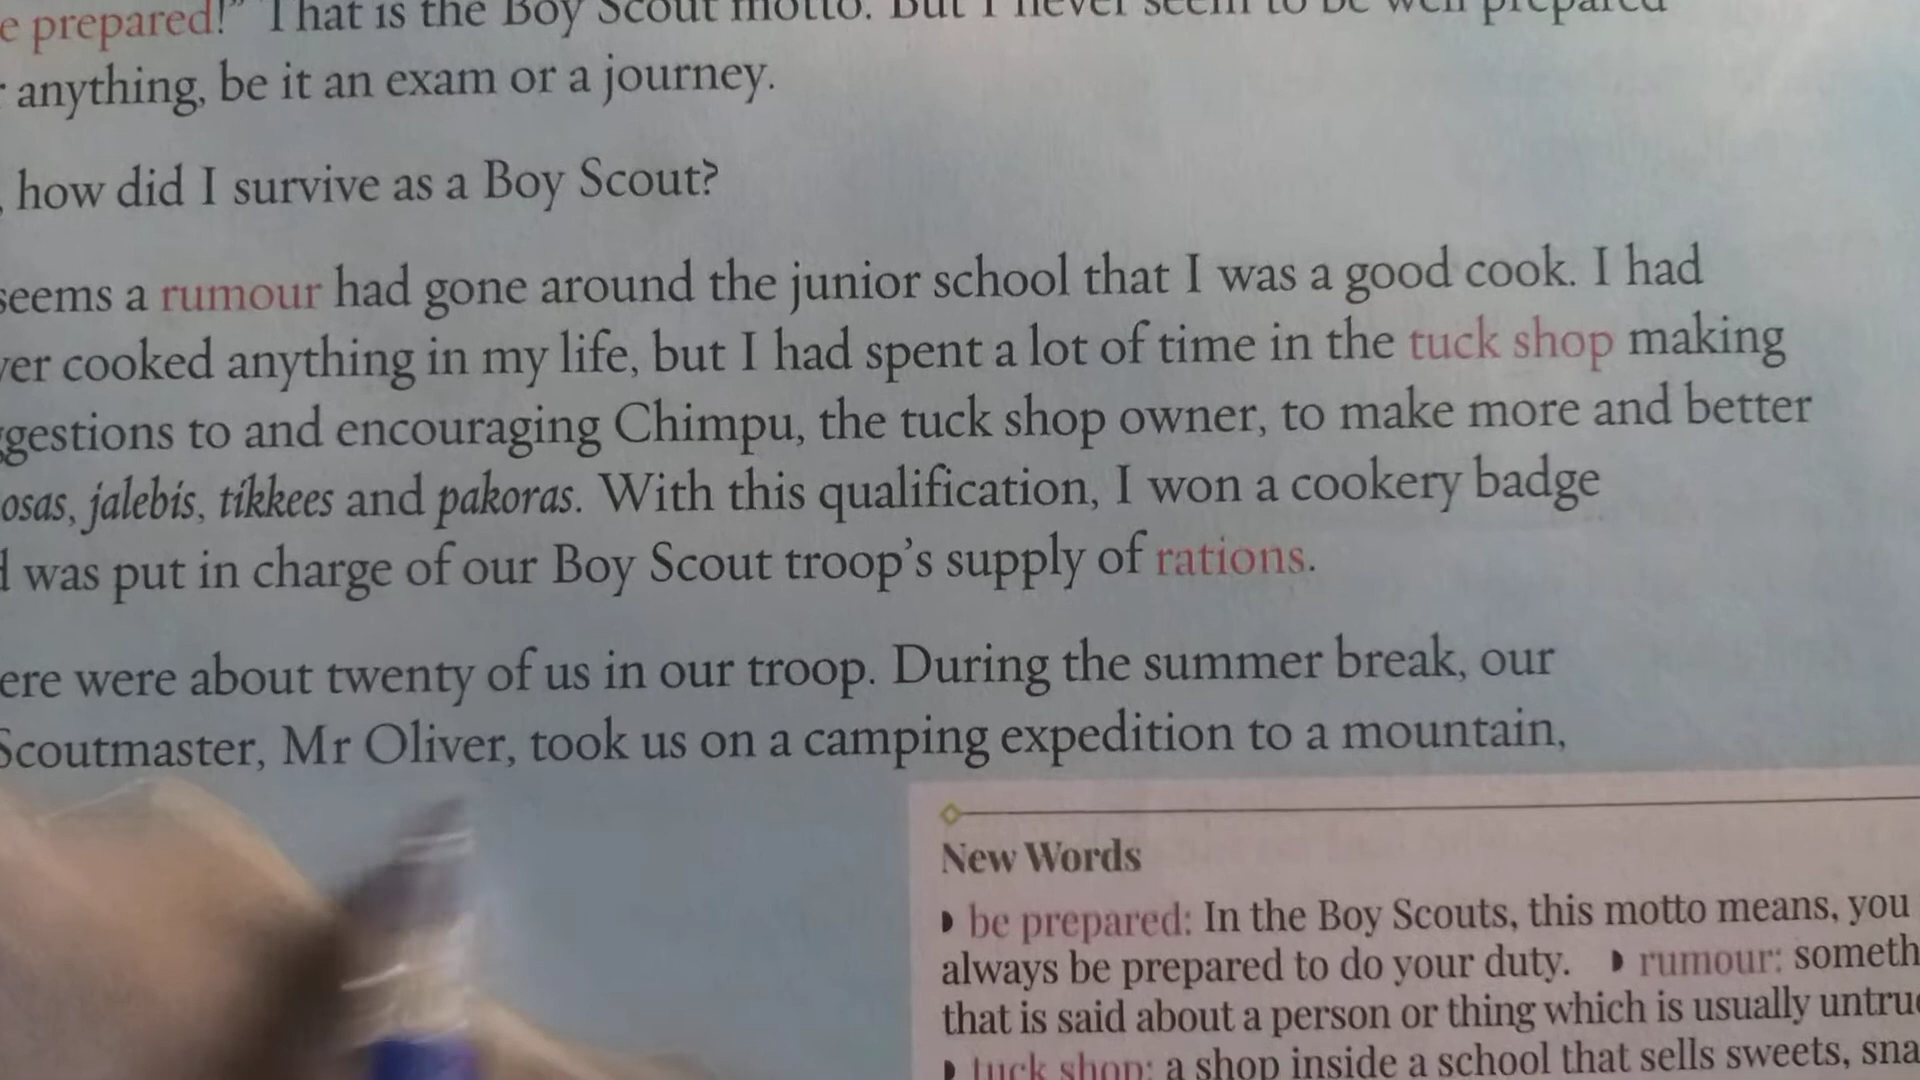 prepared!” That is the Boy Scout motto. But I never seem to be well prepared
anything, be it an exam or a journey.
how did I survive as a Boy Scout?
seems a rumour had gone around the junior school that I was a good cook. I had
cooked anything in my life, but I had spent a lot of time in the tuck shop making
to and encouraging Chimpu, the tuck shop owner, to make more and better
jalebis, tikkees and pakoras. With this qualification, I won a cookery badge
was put in charge of our Boy Scout troop’s supply of rations.
were about twenty of us in our troop. During the summer break, our
Scoutmaster, Mr Oliver, took us on a camping expedition to a mountain,
New Words
be prepared: In the Boy Scouts, this motto means, you
always be prepared to do your duty. rumour:
that is said about a person or thing which is usually
tuck shop: a shop inside a school that sells sweets,